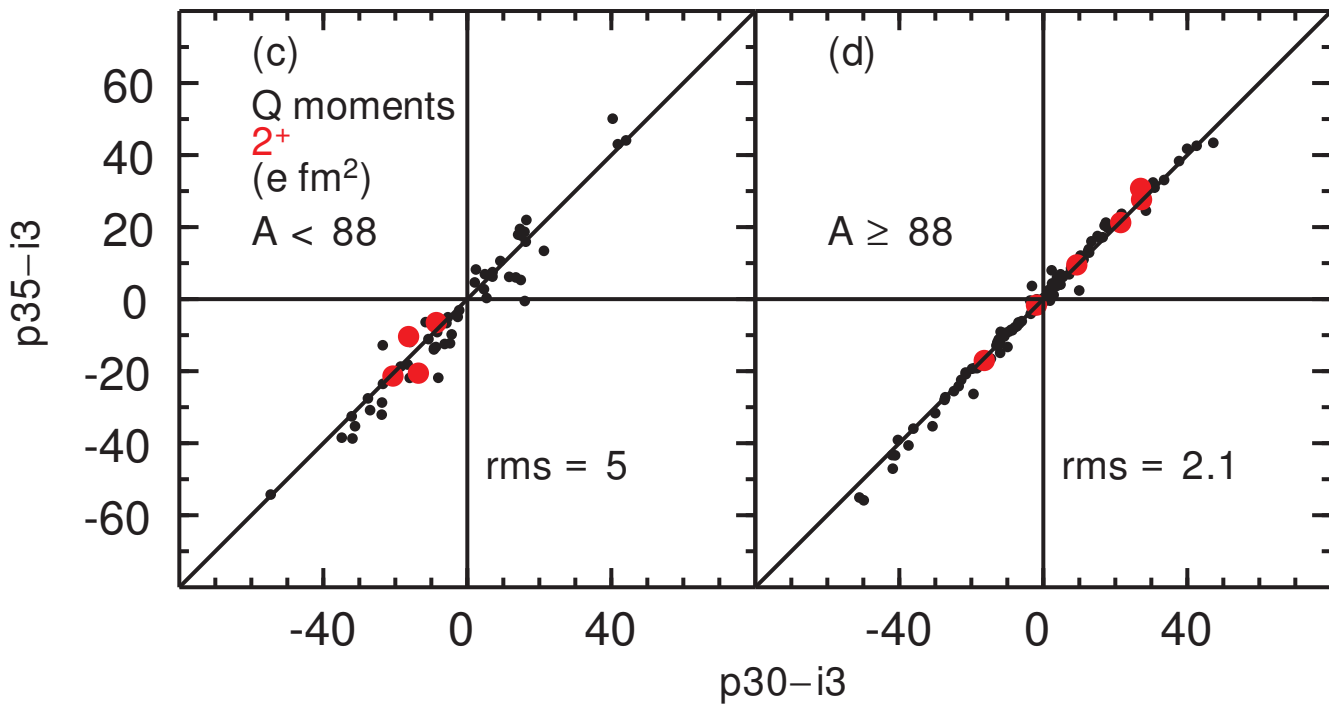 (c)
Q moments
2⁺
(e fm²)
A < 88
rms = 5
(d)
A ≥ 88
rms = 2.1
p35−i3
60
40
20
0
-20
-40
-60
-40 0 40
-40 0 40
p30−i3